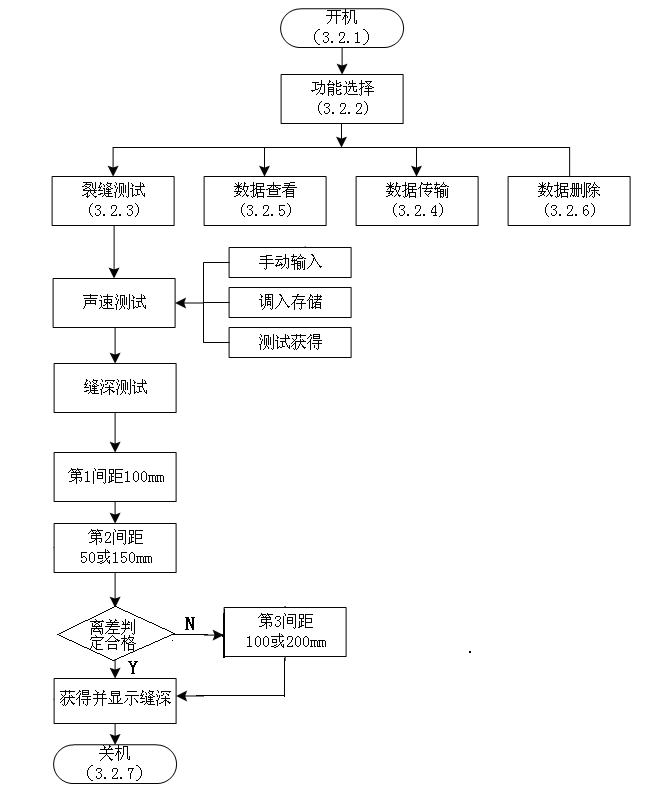 开机
（3.2.1）
功能选择
(3.2.2)
裂缝测试
(3.2.3)
数据查看
(3.2.5)
数据传输
(3.2.4)
数据删除
(3.2.6)
手动输入
声速测试
调入存储
测试获得
缝深测试
第1间距100mm
第2间距
50或150mm
离差判
定合格
N
第3间距
100或200mm
Y
获得并显示缝深
关机
（3.2.7）